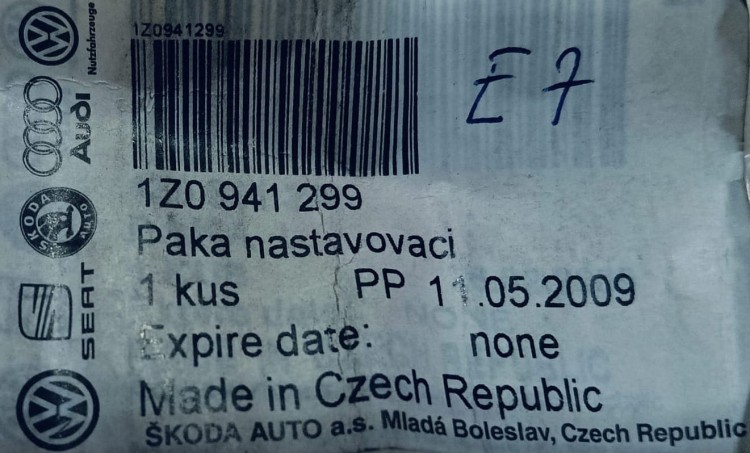 1Z0941299
E7
1Z0 941 299
Paka nastavovaci
1 kus PP 11.05.2009
Expire date: none
Made in Czech Republic
ŠKODA AUTO a.s. Mladá Boleslav, Czech Republic
Nutzfahrzeuge
Audi
ŠKODA AUTO
SEAT